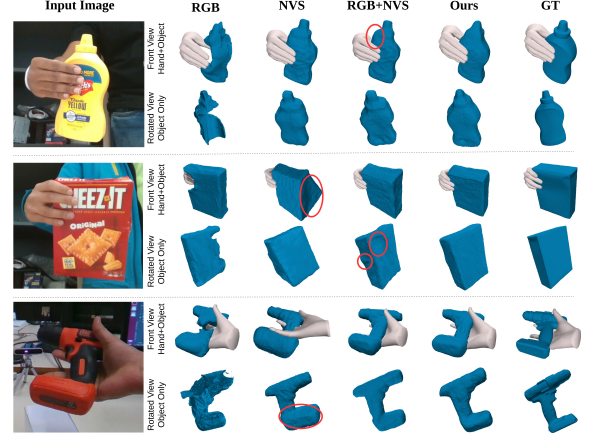 Input Image RGB NVS RGB+NVS Ours GT
Front View
Hand+Object
YELLOW
Rotated View
Object Only
Front View
Hand+Object
HEEZ-IT
ORIGINAL
Rotated View
Object Only
Front View
Hand+Object
Rotated View
Object Only